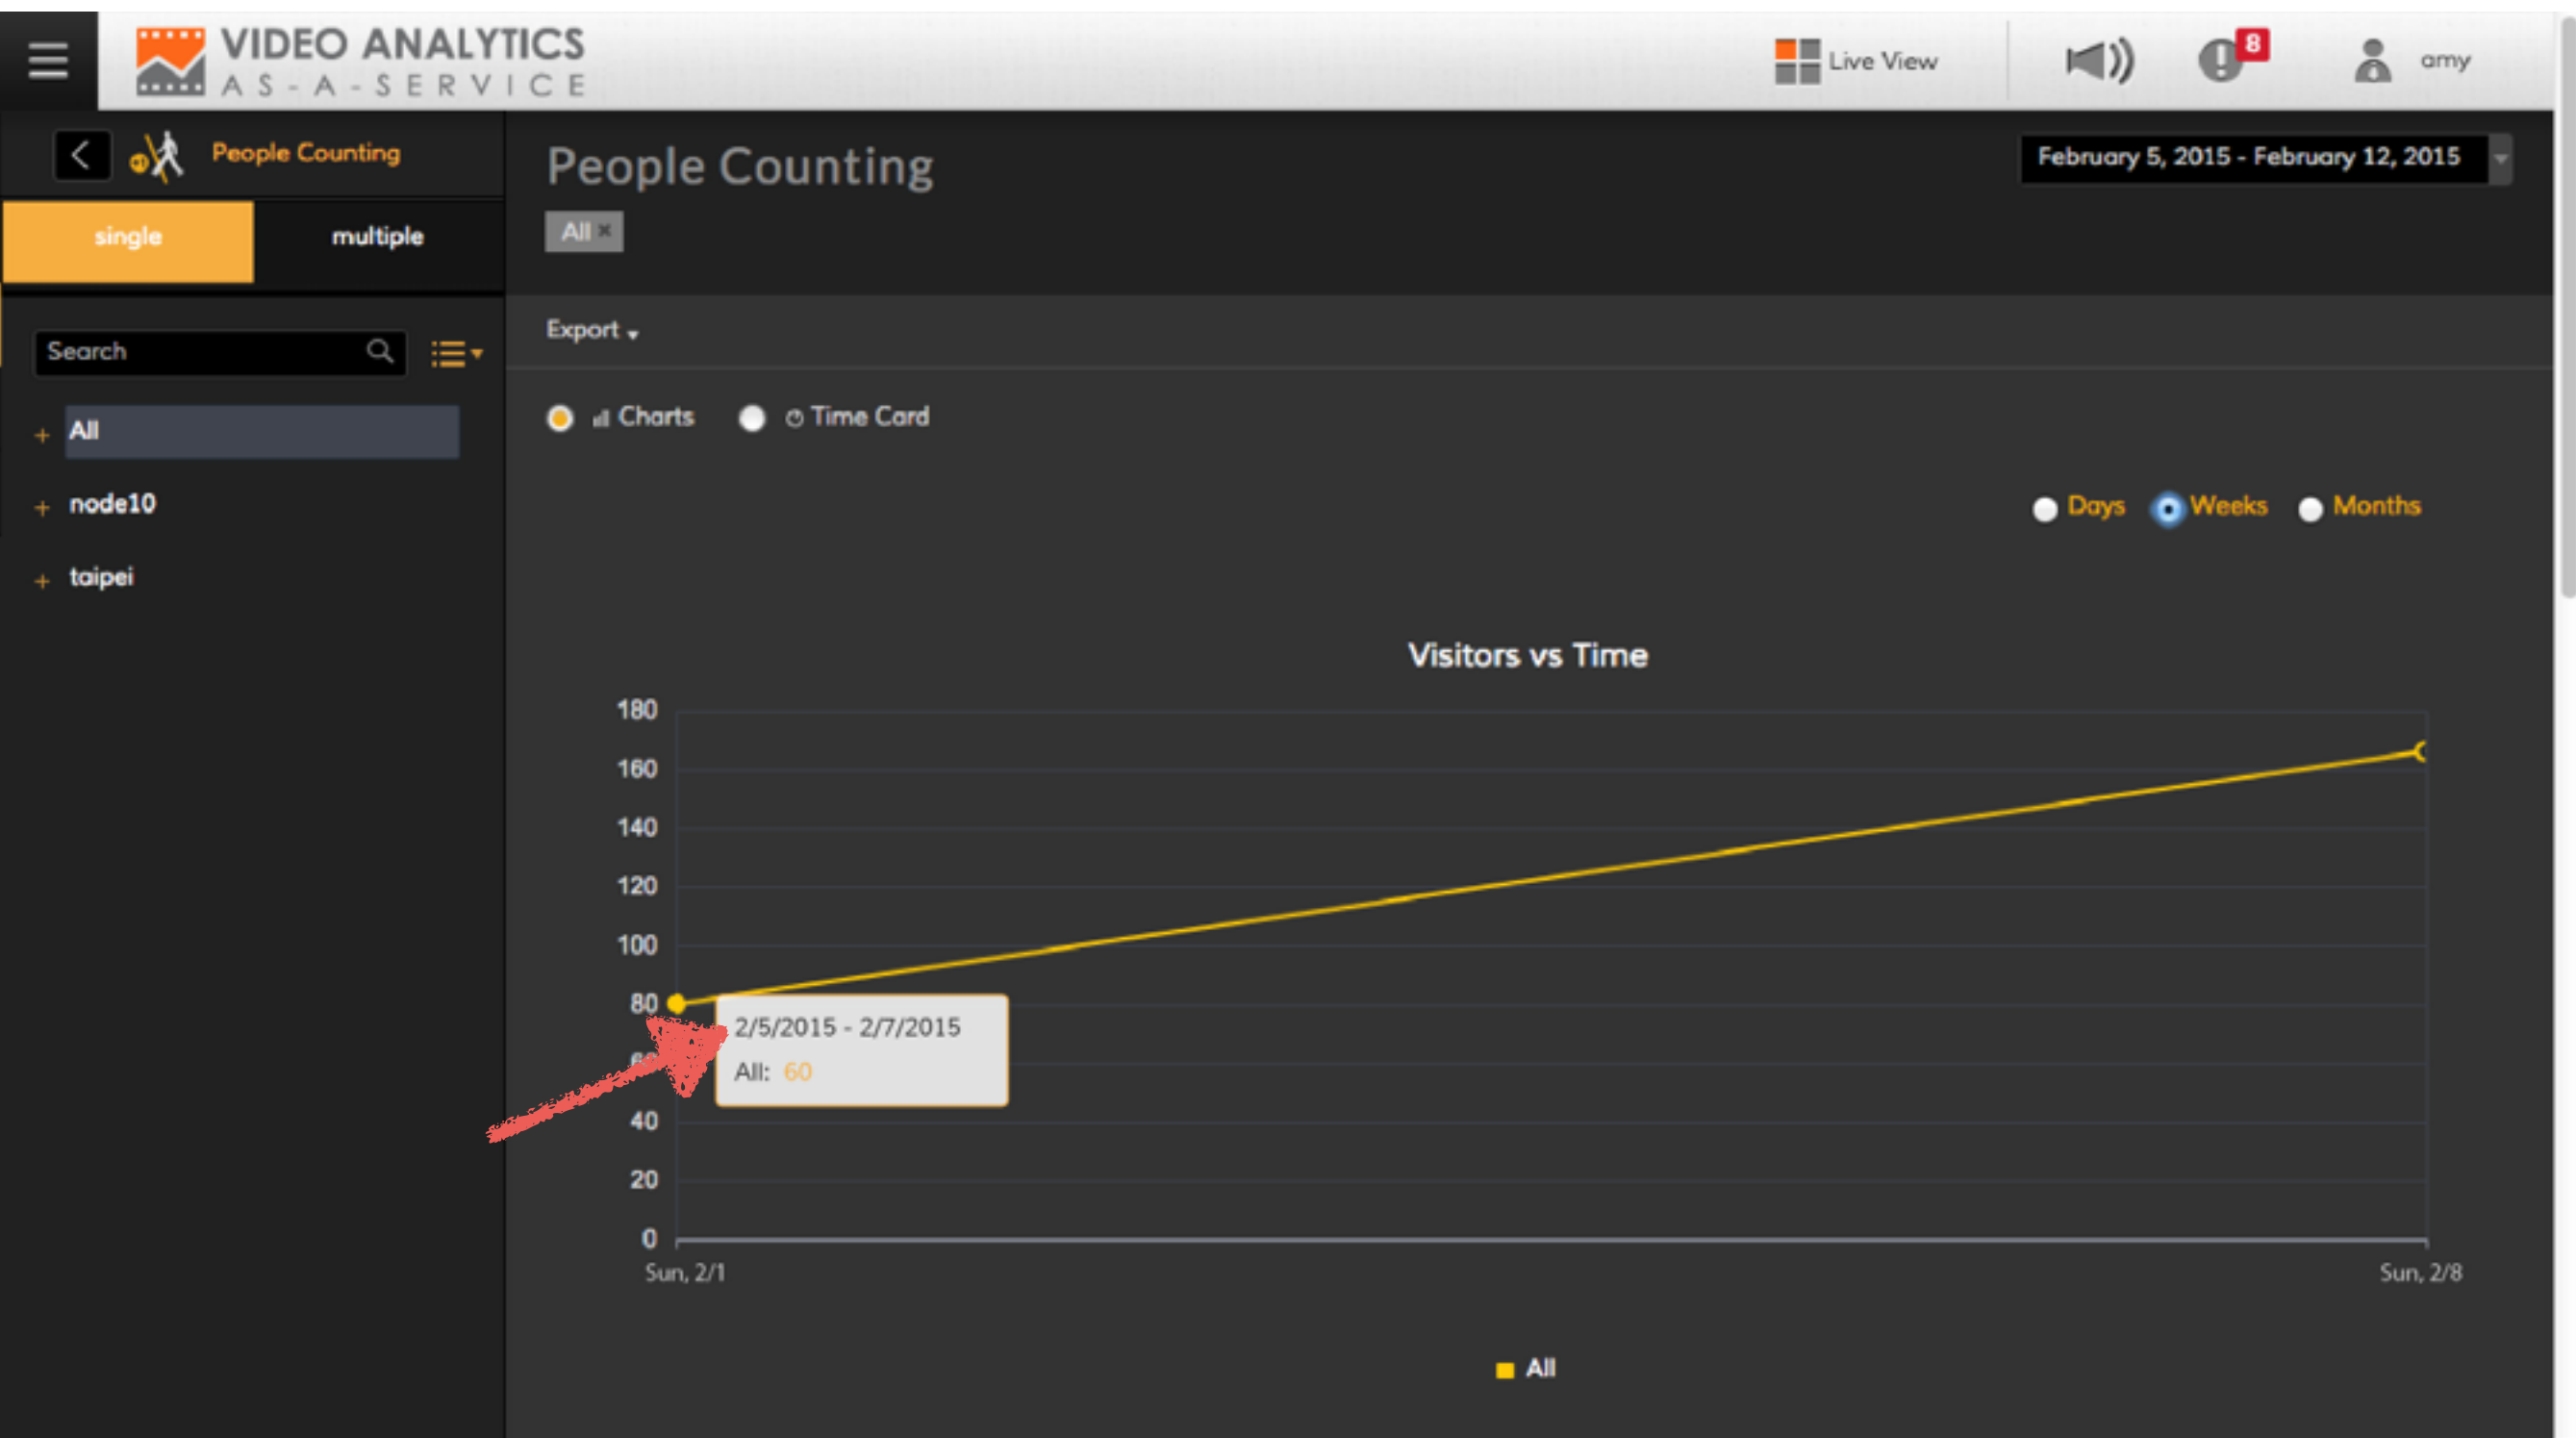 VIDEO ANALYTICS
AS-A-SERVICE
Live View
8
amy
People Counting
single
multiple
Search
All
node10
taipei
People Counting
February 5, 2015 - February 12, 2015
All
Export
Charts
Time Card
Days
Weeks
Months
Visitors vs Time
180
160
140
120
100
80
40
20
0
2/5/2015 - 2/7/2015
All: 60
Sun, 2/1
Sun, 2/8
All